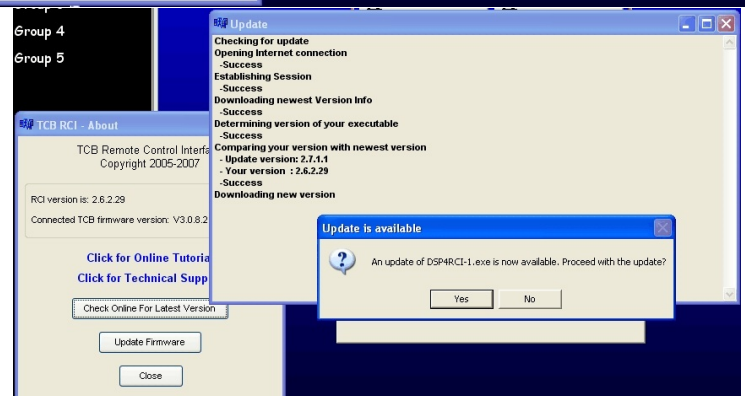 Group 4
Group 5
Update
Checking for update
Opening Internet connection
-Success
Establishing Session
-Success
Downloading newest Version Info
-Success
Determining version of your executable
-Success
Comparing your version with newest version
- Update version: 2.7.1.1
- Your version : 2.6.2.29
-Success
Downloading new version
TCB RCI - About
TCB Remote Control
Copyright 2005-2007
RCI version is: 2.6.2.29
Connected TCB firmware version: V3.0.8.2
Click for Online
Click for Technical
Check Online For Latest Version
Update Firmware
Close
Update is available
An update of DSP4RCI-1.exe is now available. Proceed with the update?
Yes
No